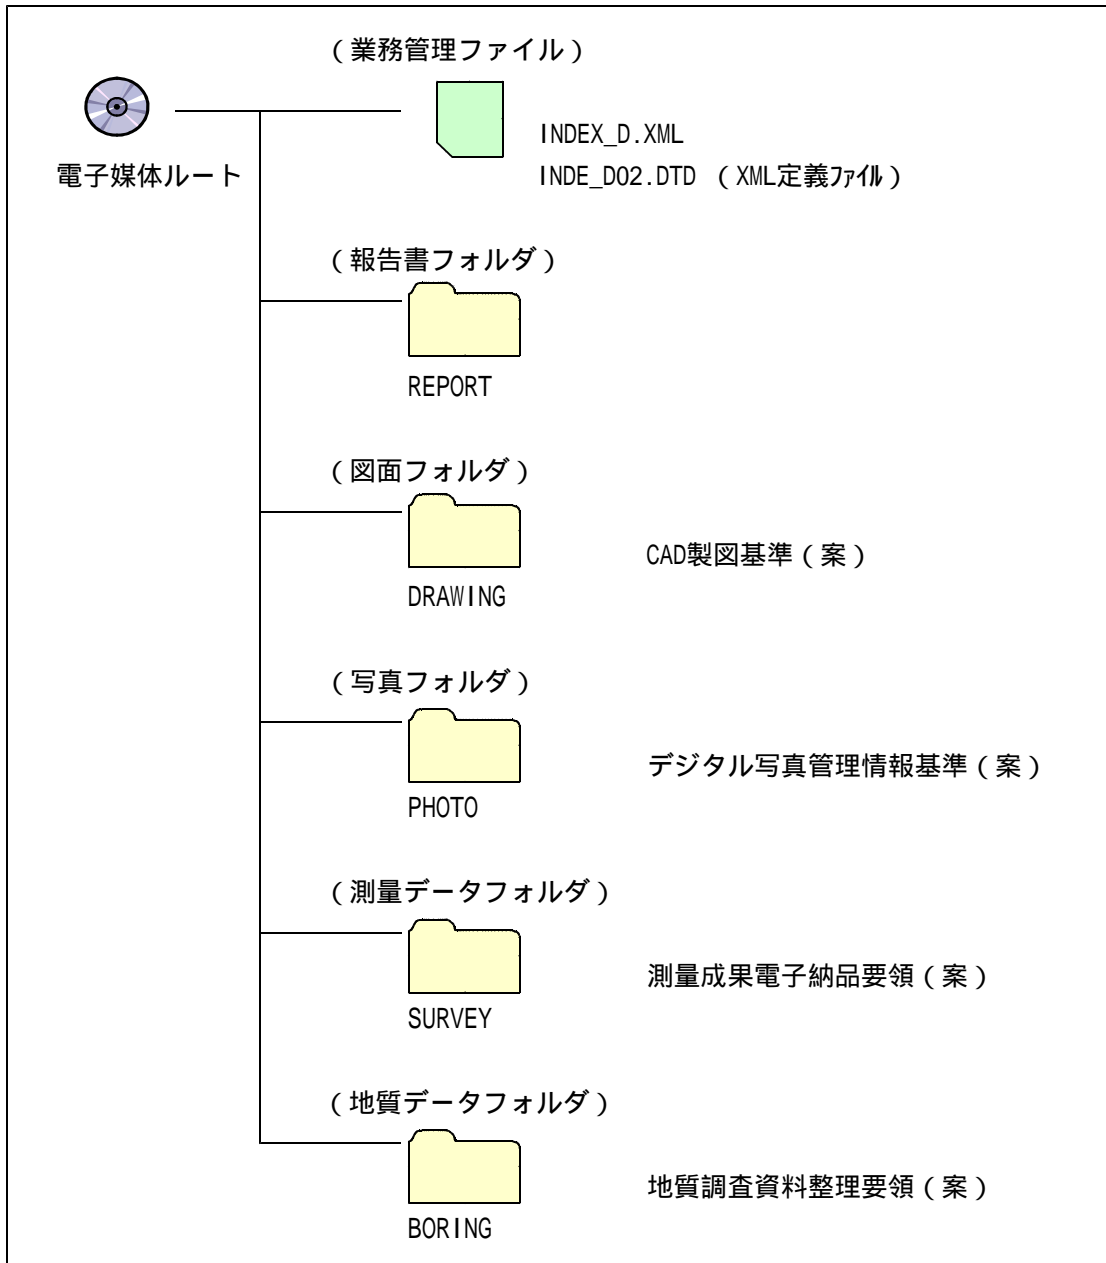 （業務管理ファイル）
電子媒体ルート
INDEX_D.XML
INDE_D02.DTD （XML定義ﾌｧｲﾙ）
（報告書フォルダ）
REPORT
（図面フォルダ）
DRAWING
CAD製図基準（案）
（写真フォルダ）
PHOTO
デジタル写真管理情報基準（案）
（測量データフォルダ）
SURVEY
測量成果電子納品要領（案）
（地質データフォルダ）
BORING
地質調査資料整理要領（案）